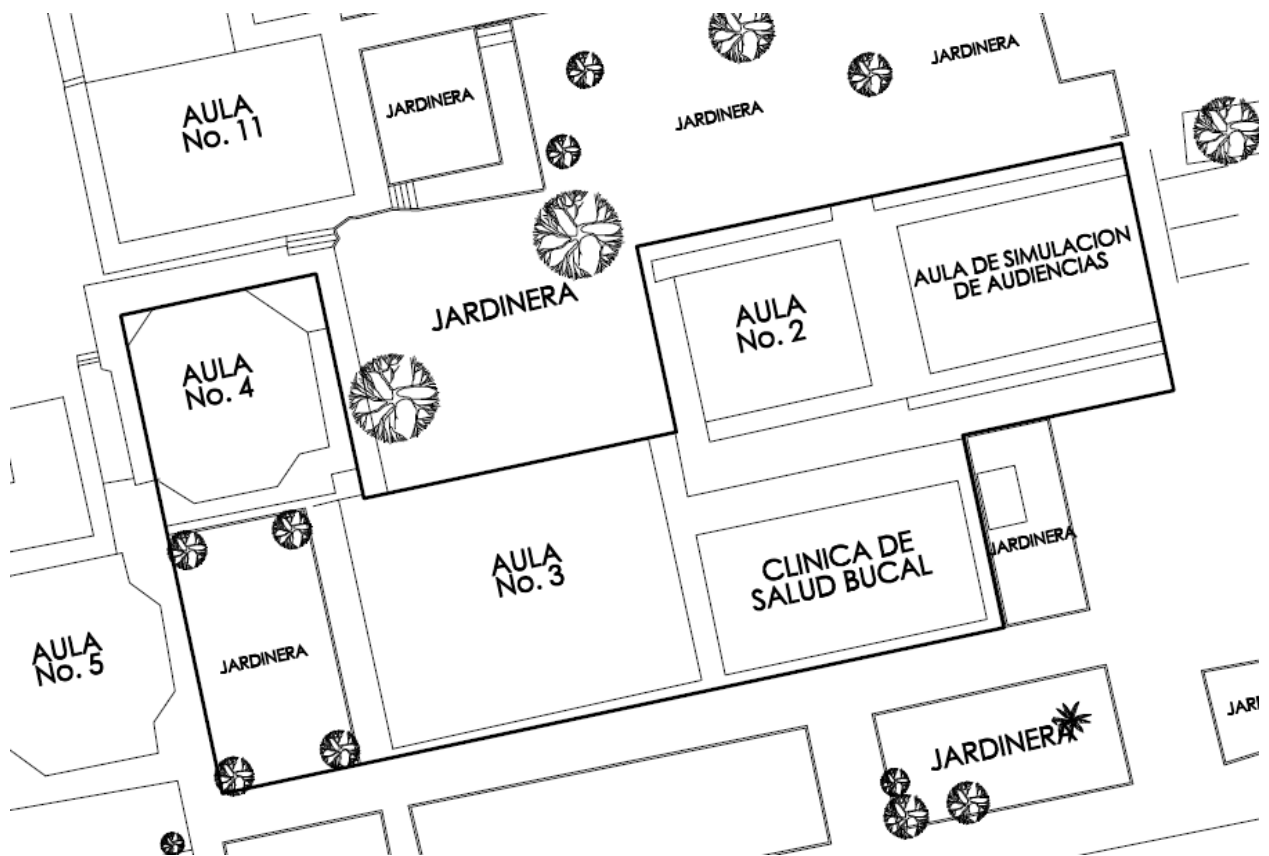 AULA
No. 11
JARDINERA
JARDINERA
JARDINERA
JARDINERA
AULA
No. 2
AULA DE SIMULACION
DE AUDIENCIAS
AULA
No. 4
AULA
No. 3
CLINICA DE
SALUD BUCAL
JARDINERA
AULA
No. 5
JARDINERA
JARDINERA
JARI